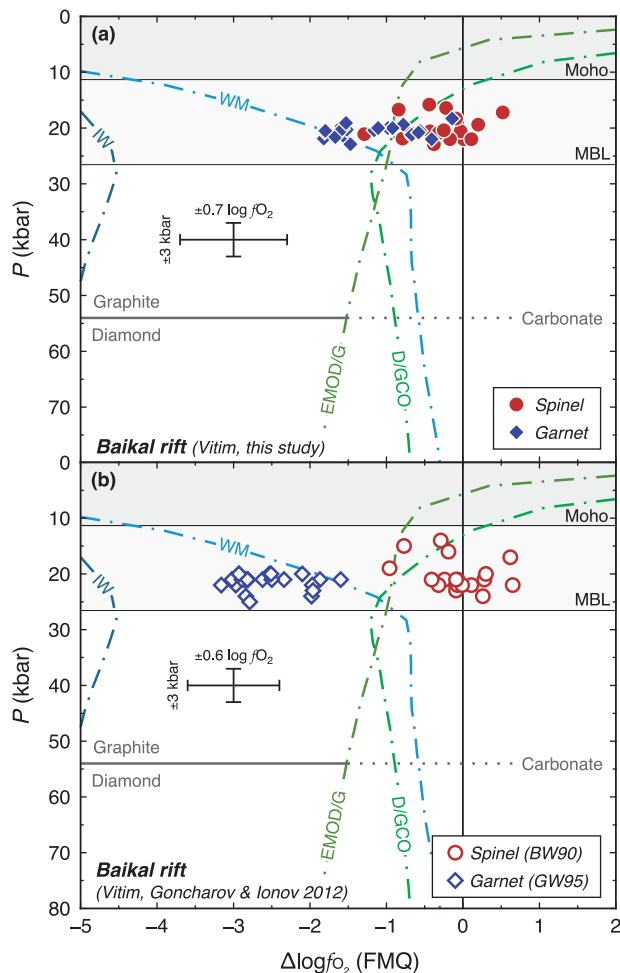 0
(a)
10
Moho
WM
20
IW
MBL
30
±0.7 log fO₂
±3 kbar
40
P (kbar)
50
Graphite
Carbonate
Diamond
60
EMOD/G
D/GCO
70
Spinel
Garnet
Baikal rift (Vitim, this study)
0
(b)
10
Moho
WM
20
IW
MBL
30
±0.6 log fO₂
±3 kbar
40
P (kbar)
50
Graphite
Carbonate
Diamond
60
EMOD/G
D/GCO
70
Spinel (BW90)
Baikal rift
Garnet (GW95)
(Vitim, Goncharov & Ionov 2012)
80
−5 −4 −3 −2 −1 0 1 2
Δlogfo₂ (FMQ)